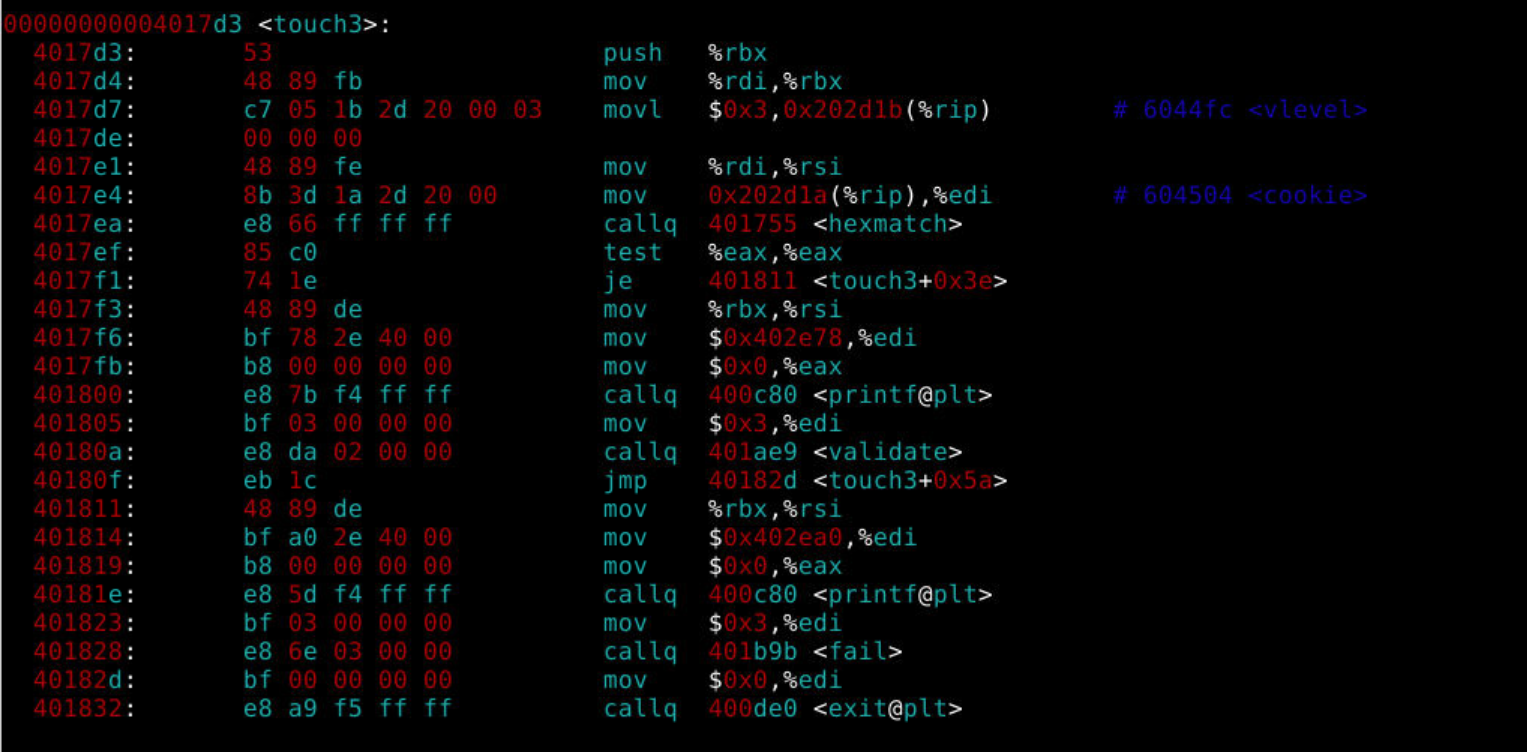 00000000004017d3 <touch3>:
4017d3: 53 push %rbx
4017d4: 48 89 fb mov %rdi,%rbx
4017d7: c7 05 1b 2d 20 00 03 movl $0x3,0x202d1b(%rip) # 6044fc <vlevel>
4017de: 00 00 00
4017e1: 48 89 fe mov %rdi,%rsi
4017e4: 8b 3d 1a 2d 20 00 mov 0x202d1a(%rip),%edi # 604504 <cookie>
4017ea: e8 66 ff ff ff callq 401755 <hexmatch>
4017ef: 85 c0 test %eax,%eax
4017f1: 74 1e je 401811 <touch3+0x3e>
4017f3: 48 89 de mov %rbx,%rsi
4017f6: bf 78 2e 40 00 mov $0x402e78,%edi
4017fb: b8 00 00 00 00 mov $0x0,%eax
401800: e8 7b f4 ff ff callq 400c80 <printf@plt>
401805: bf 03 00 00 00 mov $0x3,%edi
40180a: e8 da 02 00 00 callq 401ae9 <validate>
40180f: eb 1c jmp 40182d <touch3+0x5a>
401811: 48 89 de mov %rbx,%rsi
401814: bf a0 2e 40 00 mov $0x402ea0,%edi
401819: b8 00 00 00 00 mov $0x0,%eax
40181e: e8 5d f4 ff ff callq 400c80 <printf@plt>
401823: bf 03 00 00 00 mov $0x3,%edi
401828: e8 6e 03 00 00 callq 401b9b <fail>
40182d: bf 00 00 00 00 mov $0x0,%edi
401832: e8 a9 f5 ff ff callq 400de0 <exit@plt>